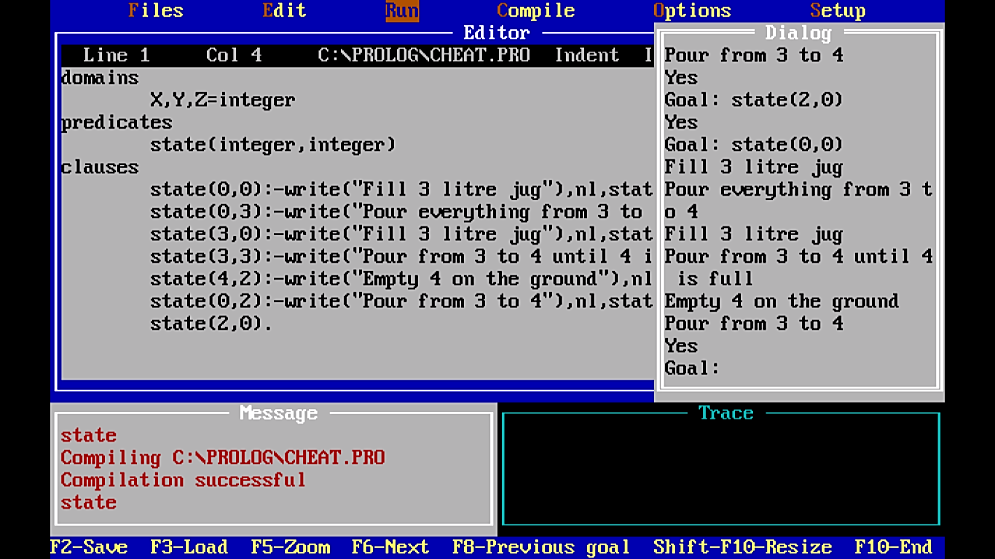 Files Edit Run Compile Options Setup
Editor
Line 1 Col 4 C:\PROLOG\CHEAT.PRO Indent I
domains
X,Y,Z=integer
predicates
state(integer,integer)
clauses
state(0,0):-write("Fill 3 litre jug"),nl,stat
state(0,3):-write("Pour everything from 3 to
state(3,0):-write("Fill 3 litre jug"),nl,stat
state(3,3):-write("Pour from 3 to 4 until 4 i
state(4,2):-write("Empty 4 on the ground"),nl
state(0,2):-write("Pour from 3 to 4"),nl,stat
state(2,0).
Dialog
Pour from 3 to 4
Yes
Goal: state(2,0)
Yes
Goal: state(0,0)
Fill 3 litre jug
Pour everything from 3 t
o 4
Fill 3 litre jug
Pour from 3 to 4 until 4
is full
Empty 4 on the ground
Pour from 3 to 4
Yes
Goal:
Message
state
Compiling C:\PROLOG\CHEAT.PRO
Compilation successful
state
Trace
F2-Save F3-Load F5-Zoom F6-Next F8-Previous goal Shift-F10-Resize F10-End